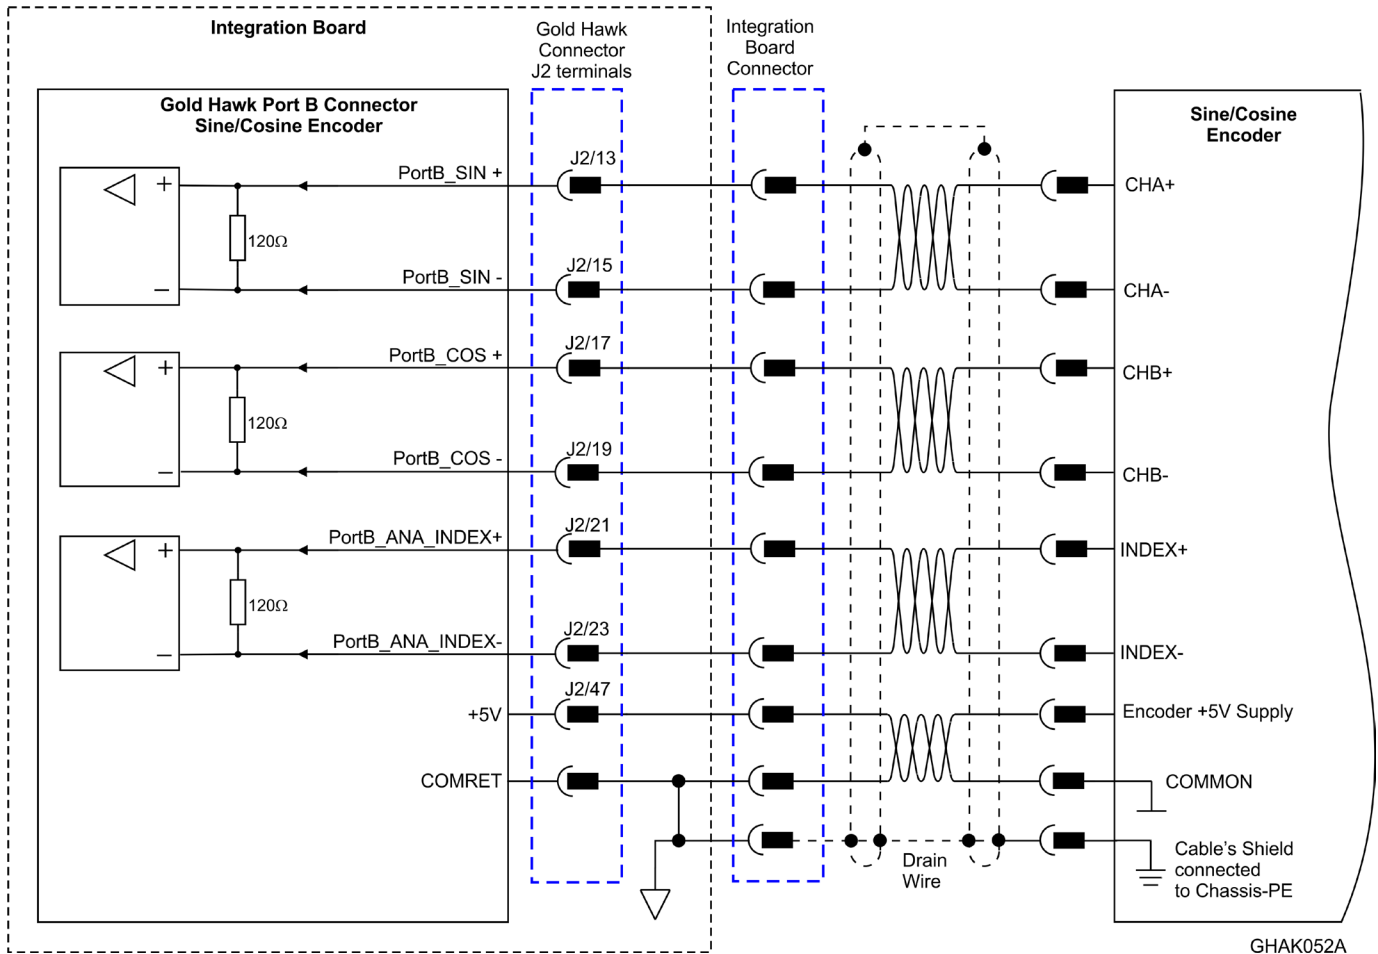 Integration Board
Gold Hawk
Connector
J2 terminals
Integration
Board
Connector
Gold Hawk Port B Connector
Sine/Cosine Encoder
Sine/Cosine
Encoder
+
PortB_SIN +
J2/13
CHA+
120Ω
−
PortB_SIN -
J2/15
CHA-
+
PortB_COS +
J2/17
CHB+
120Ω
−
PortB_COS -
J2/19
CHB-
+
PortB_ANA_INDEX+
J2/21
INDEX+
120Ω
−
PortB_ANA_INDEX-
J2/23
INDEX-
+5V
J2/47
Encoder +5V Supply
COMRET
COMMON
Drain
Wire
Cable's Shield
connected
to Chassis-PE
GHAK052A